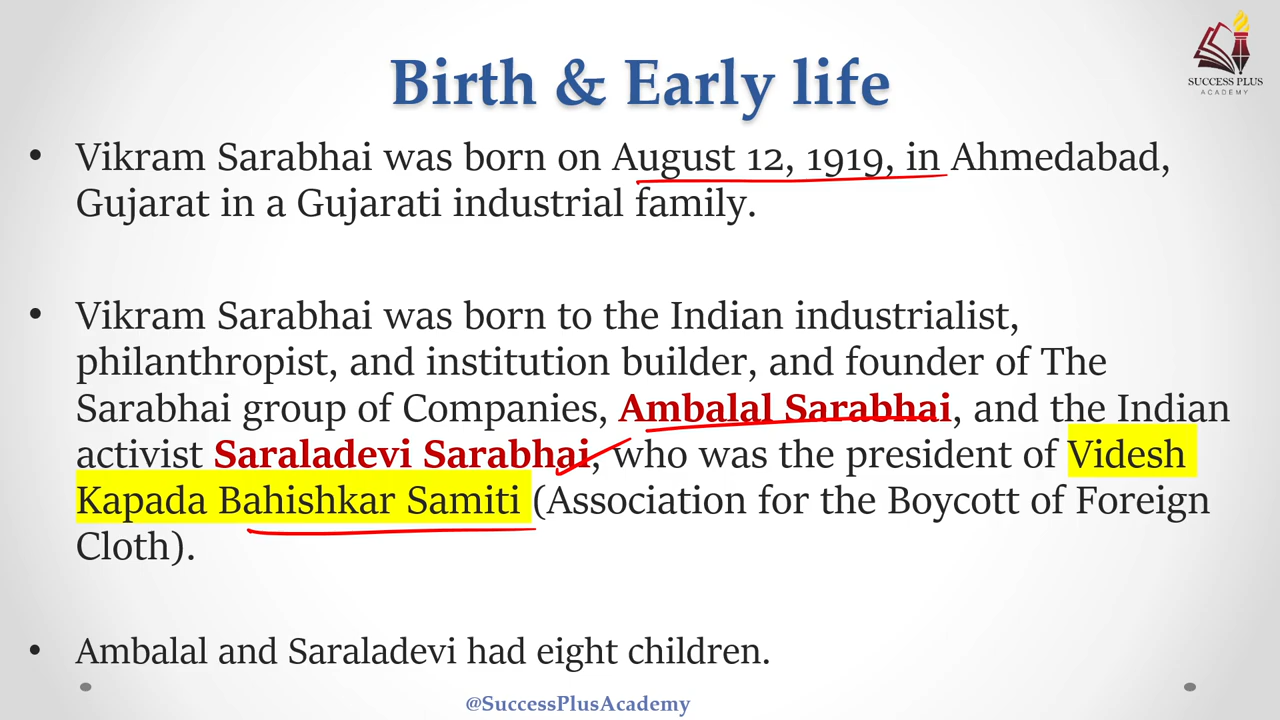 SUCCESS PLUS
ACADEMY
Birth & Early life
• Vikram Sarabhai was born on August 12, 1919, in Ahmedabad,
Gujarat in a Gujarati industrial family.
• Vikram Sarabhai was born to the Indian industrialist,
philanthropist, and institution builder, and founder of The
Sarabhai group of Companies, Ambalal Sarabhai, and the Indian
activist Saraladevi Sarabhai, who was the president of Videsh
Kapada Bahishkar Samiti (Association for the Boycott of Foreign
Cloth).
• Ambalal and Saraladevi had eight children.
@SuccessPlusAcademy